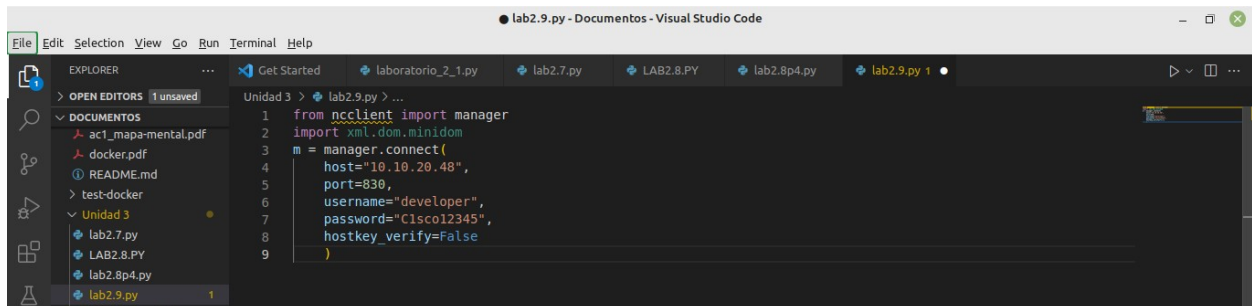 lab2.9.py - Documentos - Visual Studio Code
File Edit Selection View Go Run Terminal Help
EXPLORER ...
Get Started laboratorio_2_1.py lab2.7.py LAB2.8.PY lab2.8p4.py lab2.9.py 1
1
OPEN EDITORS 1 unsaved
DOCUMENTOS
ac1_mapa-mental.pdf
docker.pdf
README.md
test-docker
Unidad 3
lab2.7.py
LAB2.8.PY
lab2.8p4.py
lab2.9.py 1
Unidad 3 > lab2.9.py > ...
1 from ncclient import manager
2 import xml.dom.minidom
3 m = manager.connect(
4 host="10.10.20.48",
5 port=830,
6 username="developer",
7 password="C1sco12345",
8 hostkey_verify=False
9 )